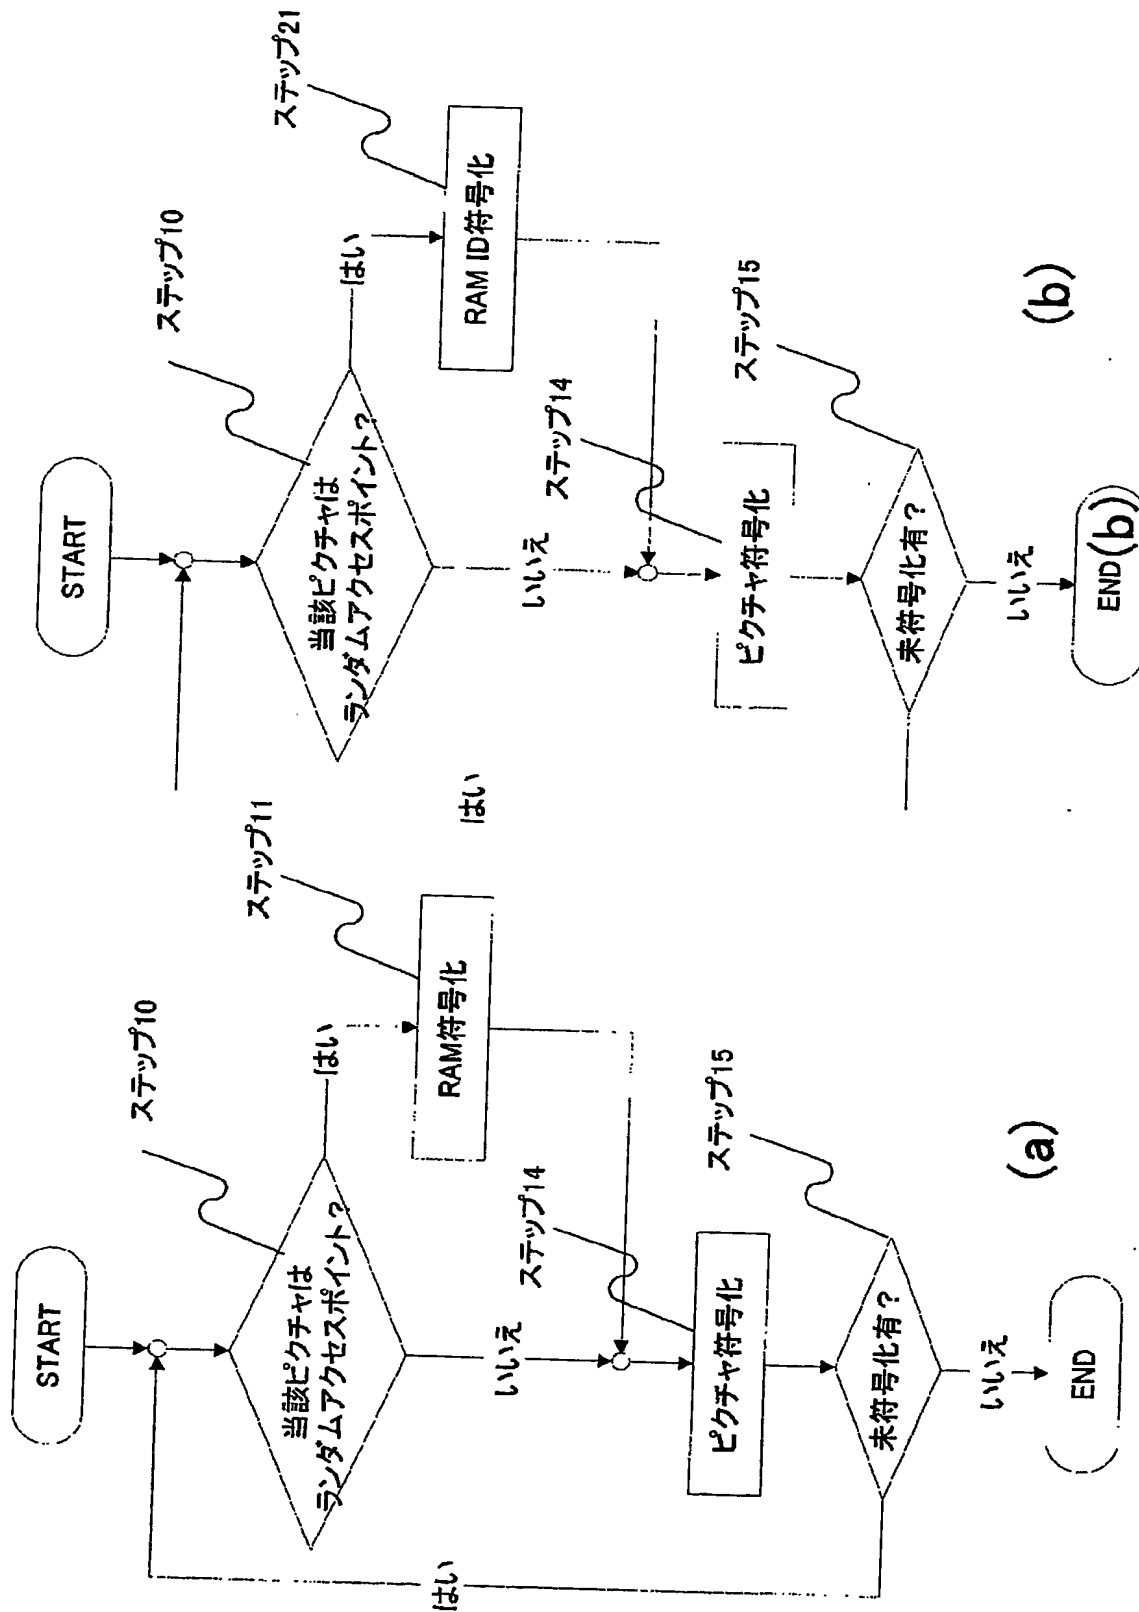 START
ステップ10
当該ピクチャは
ランダムアクセスポイント?
はい
ステップ11
RAM符号化
いいえ
ステップ14
ピクチャ符号化
ステップ15
未符号化有?
はい
いいえ
END
(a)
START
ステップ10
当該ピクチャは
ランダムアクセスポイント?
はい
ステップ21
RAM ID符号化
いいえ
ステップ14
ピクチャ符号化
ステップ15
未符号化有?
はい
いいえ
END(b)
(b)